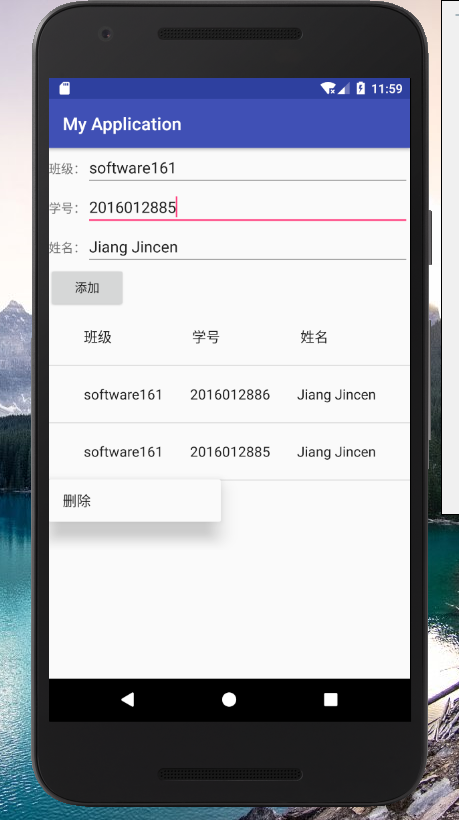 11:59
My Application
班级: software161
学号: 2016012885
姓名: Jiang Jincen
添加
班级 学号 姓名
software161 2016012886 Jiang Jincen
software161 2016012885 Jiang Jincen
删除